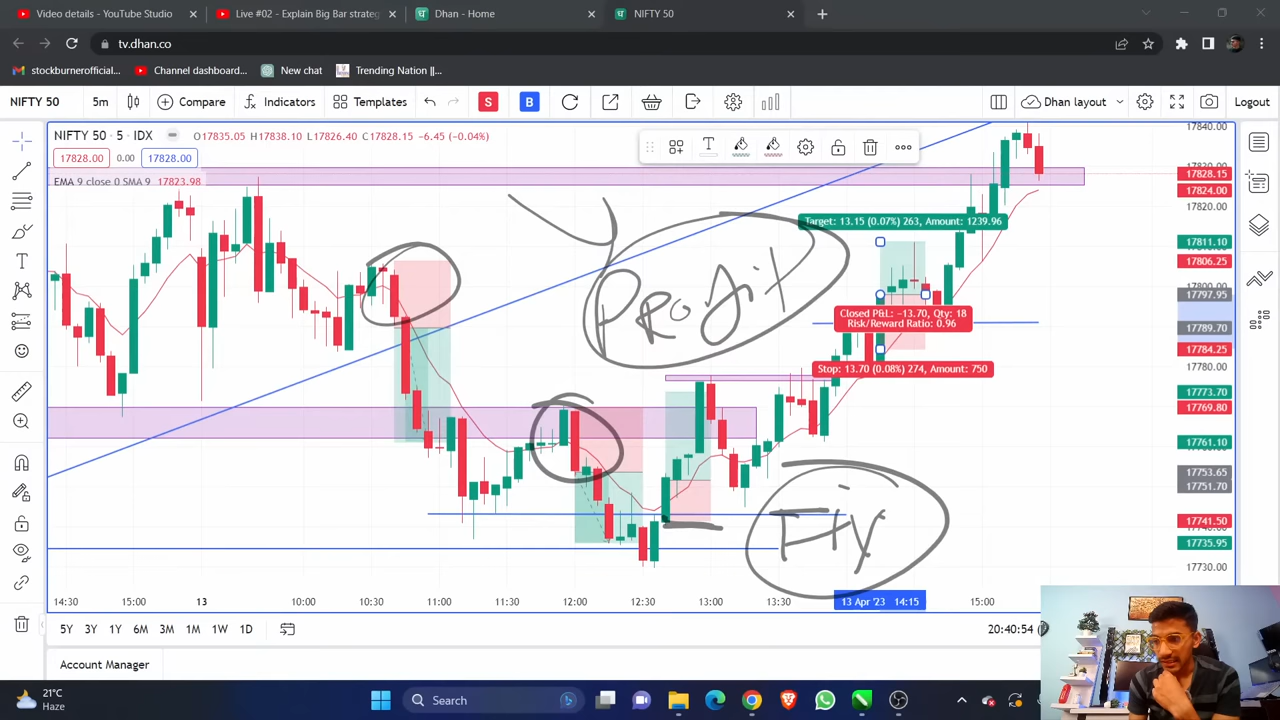 Video details - YouTube Studio
Live #02 - Explain Big Bar strateg
Dhan - Home
NIFTY 50
tv.dhan.co
stockburnerofficial...
Channel dashboard...
New chat
Trending Nation ||...
NIFTY 50
5m
Compare
Indicators
Templates
S
B
Dhan layout
Logout
NIFTY 50 · 5 · IDX
O17835.05 H17838.10 L17826.40 C17828.15 −6.45 (−0.04%)
17828.00
0.00
17828.00
EMA 9 close 0 SMA 9 17823.98
Target: 13.15 (0.07%) 263, Amount: 1239.96
Closed P&L: −13.70, Qty: 18
Risk/Reward Ratio: 0.96
Stop: 13.70 (0.08%) 274, Amount: 750
Profit
17840.00
17828.15
17824.00
17820.00
17811.10
17806.25
17797.95
17789.70
17784.25
17780.00
17773.70
17769.80
17761.10
17753.65
17751.70
17741.50
17735.95
17730.00
14:30
15:00
13
10:00
10:30
11:00
11:30
12:00
12:30
13:00
13:30
13 Apr '23 14:15
15:00
5Y
3Y
1Y
6M
3M
1M
1W
1D
20:40:54
Account Manager
21°C
Haze
Search